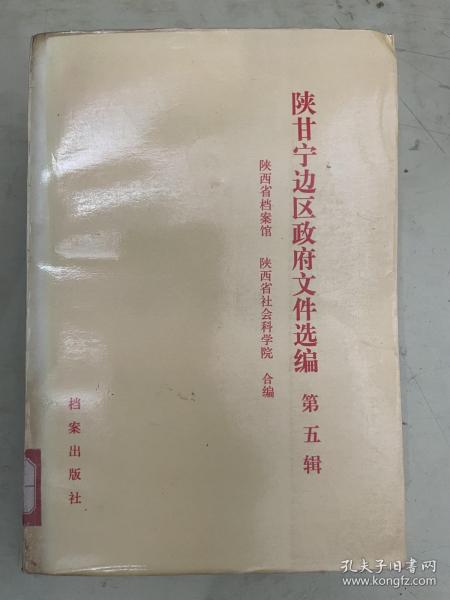 陕甘宁边区政府文件选编 第五辑
陕西省档案馆 陕西省社会科学院 合编
档案出版社
孔夫子旧书网
www.kongfz.com